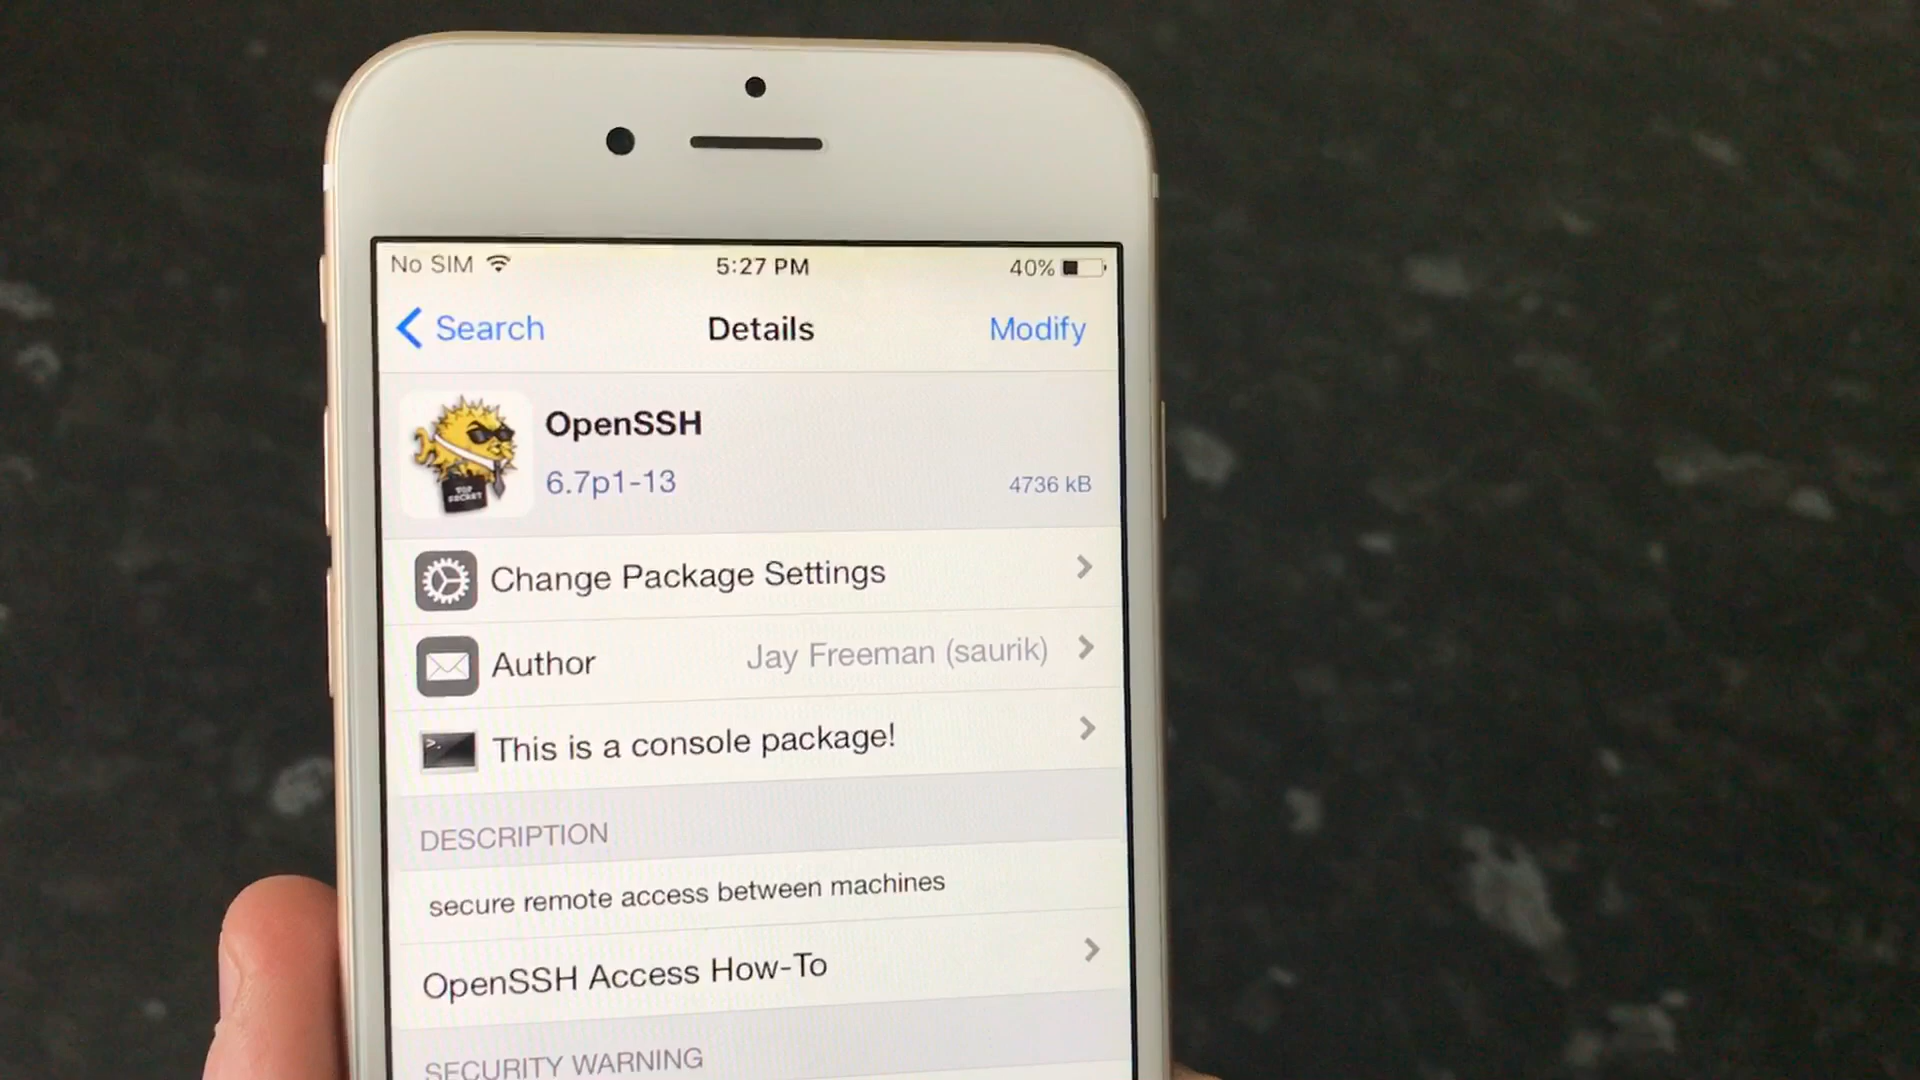 No SIM 5:27 PM 40%
Search Details Modify
OpenSSH
6.7p1-13 4736 kB
TOP SECRET
Change Package Settings
Author Jay Freeman (saurik)
>_ This is a console package!
DESCRIPTION
secure remote access between machines
OpenSSH Access How-To
SECURITY WARNING